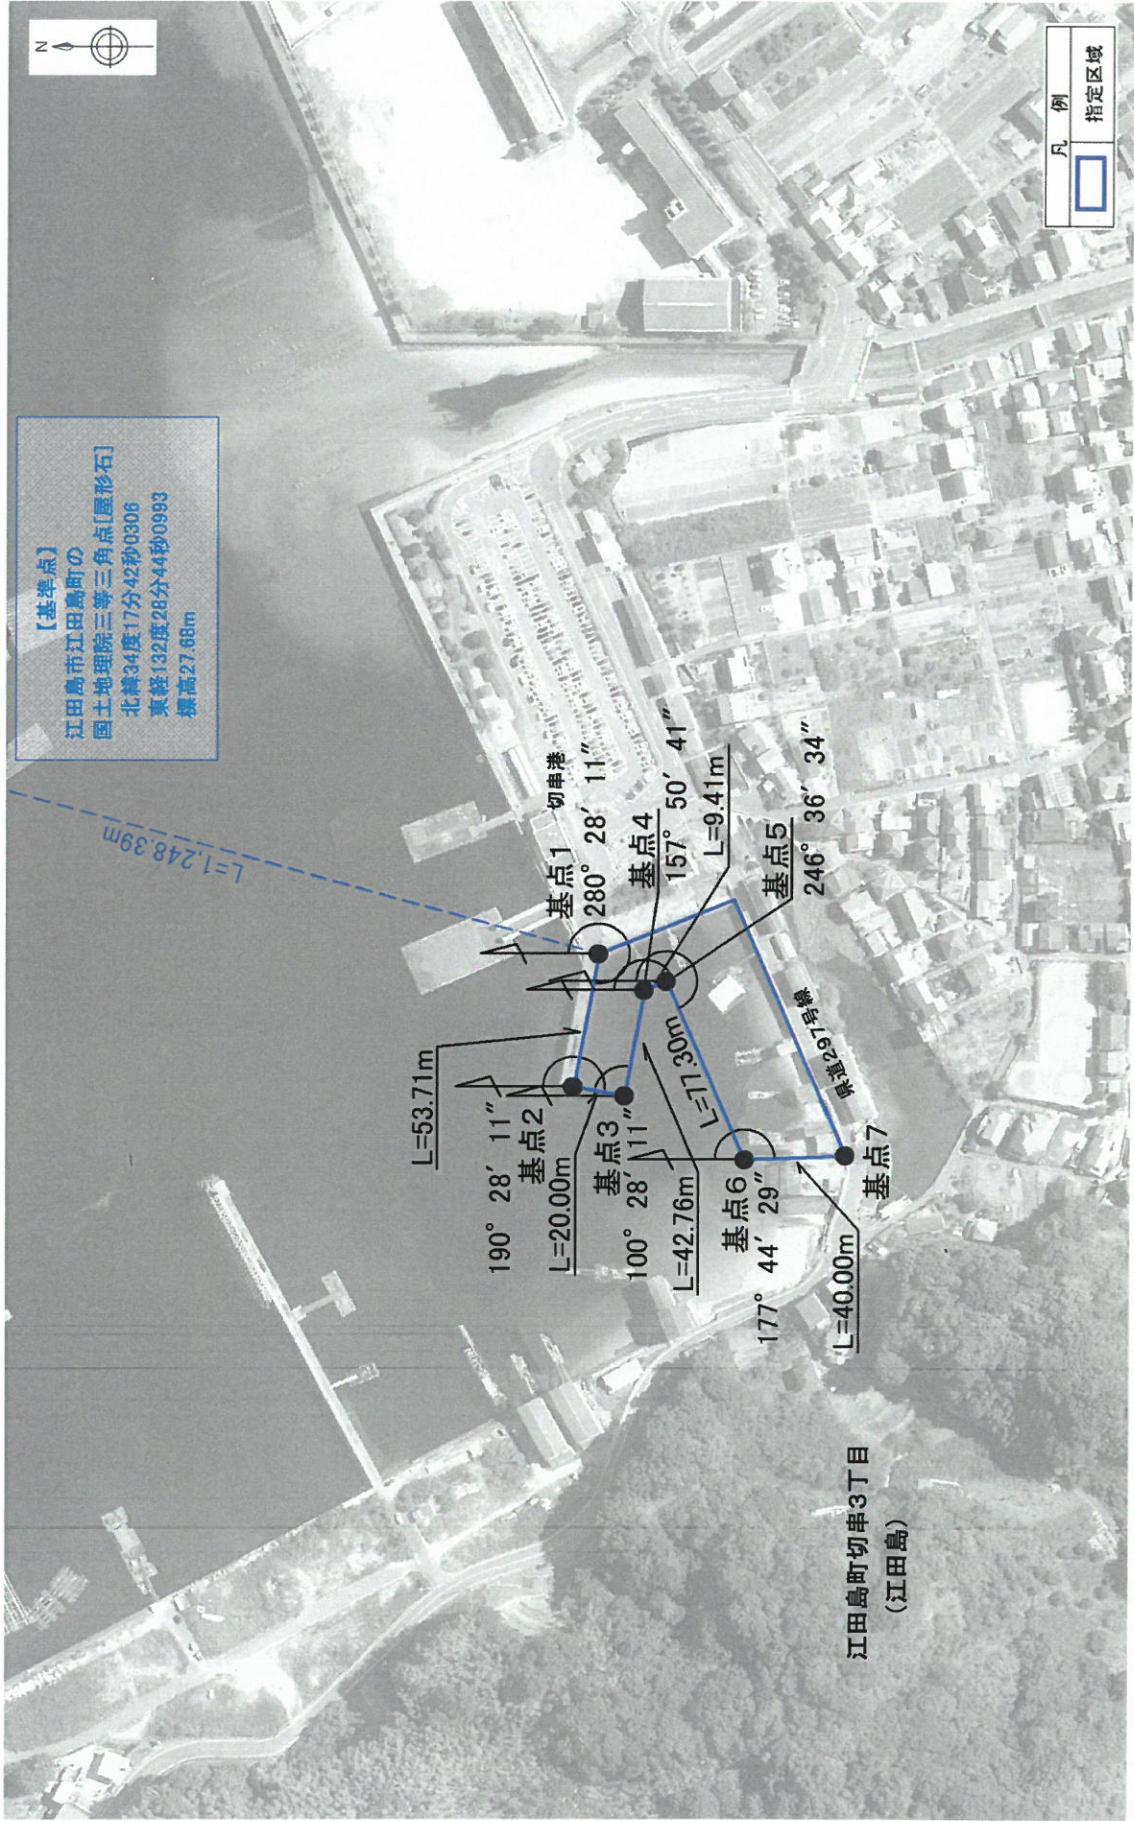 N
【基準点】
江田島市江田島町の
国土地理院三等三角点[屋形石]
北緯34度17分42秒0306
東経132度28分44秒0993
標高27.68m
L=1,248.39m
凡 例
指定区域
切串港
基点1
280° 28′ 11″
基点4
157° 50′ 41″
L=9.41m
基点5
246° 36′ 34″
L=53.71m
190° 28′ 11″
基点2
L=20.00m
基点3
100° 28′ 11″
L=42.76m
L=77.30m
基点6
177° 44′ 29″
L=40.00m
基点7
県道297号線
江田島町切串3丁目
(江田島)